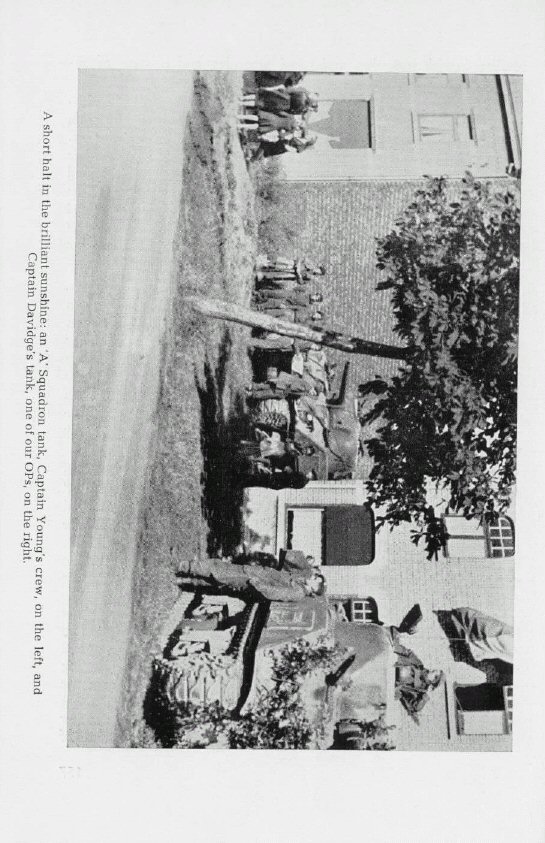 A short halt in the brilliant sunshine: an 'A' Squadron tank, Captain Young's crew, on the left, and
Captain Davidge's tank, one of our OPs, on the right.